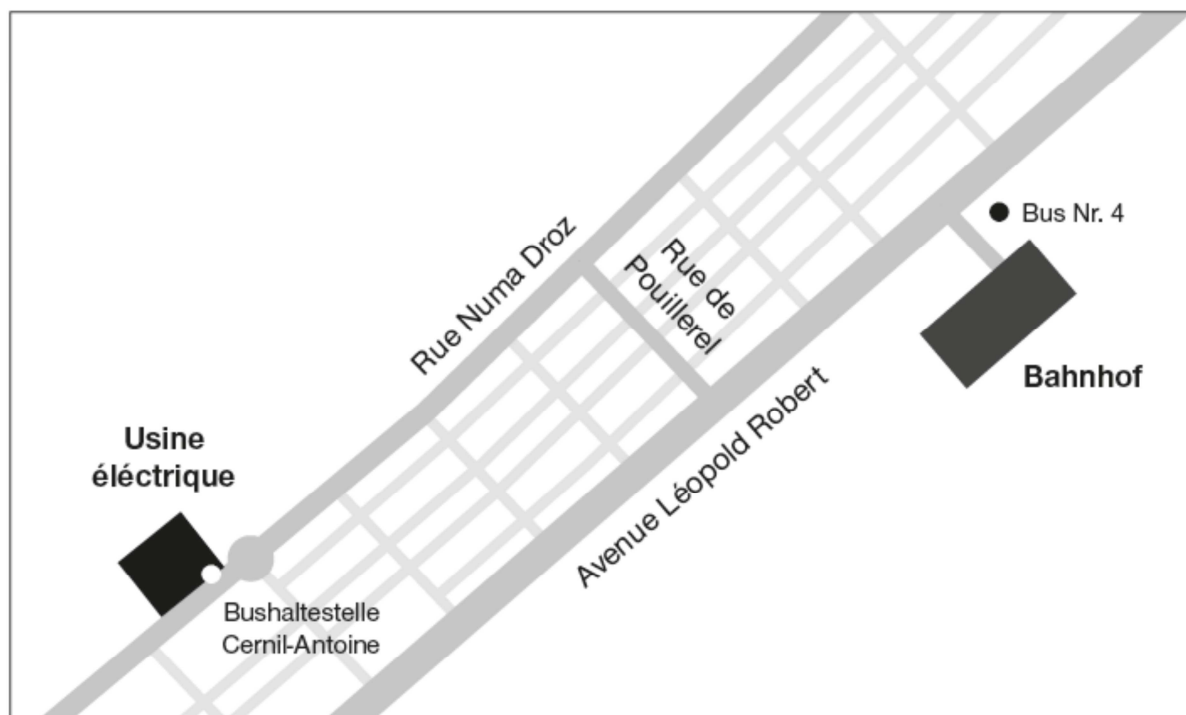 Bus Nr. 4
Rue Numa Droz
Rue de
Pouillerel
Bahnhof
Avenue Léopold Robert
Usine
éléctrique
Bushaltestelle
Cernil-Antoine